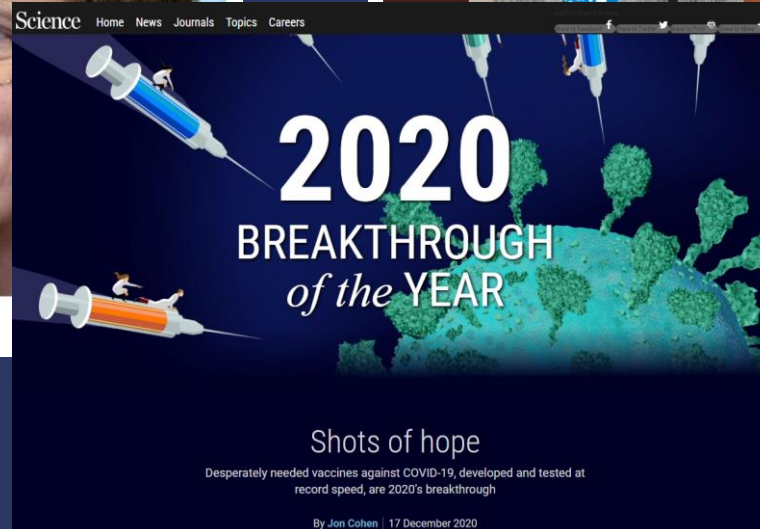 Science Home News Journals Topics Careers
2020
BREAKTHROUGH
of the YEAR
Shots of hope
Desperately needed vaccines against COVID-19, developed and tested at
record speed, are 2020's breakthrough
By Jon Cohen | 17 December 2020